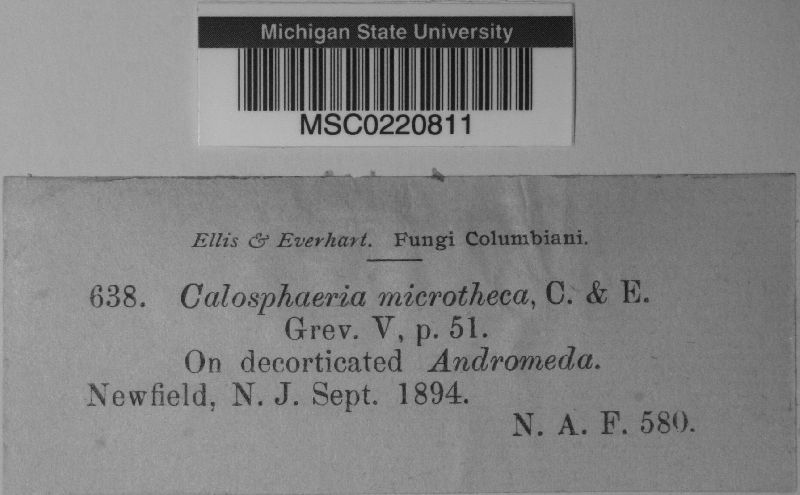 Michigan State University
MSC0220811
Ellis & Everhart. Fungi Columbiani.
638. Calosphaeria microtheca, C. & E.
Grev. V, p. 51.
On decorticated Andromeda.
Newfield, N. J. Sept. 1894.
N. A. F. 580.